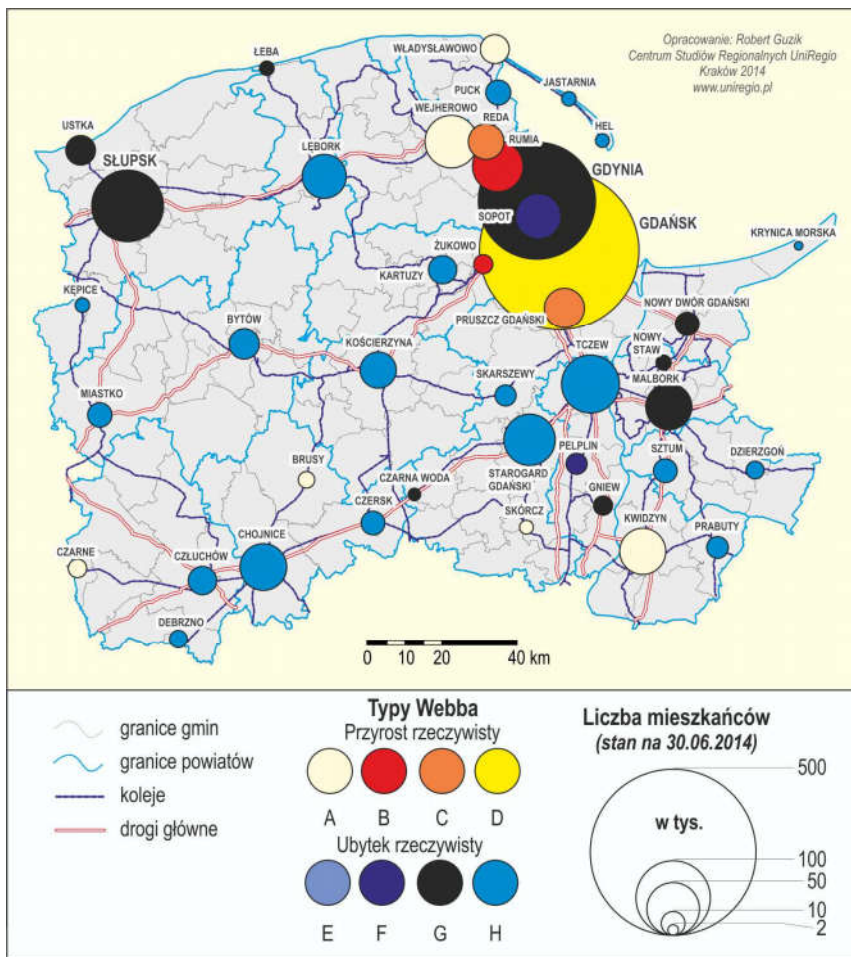 Opracowanie: Robert Guzik
Centrum Studiów Regionalnych UniRegio
Kraków 2014
www.uniregio.pl
ŁEBA
WŁADYSŁAWOWO
PUCK
JASTARNIA
WEJHEROWO
REDA
RUMIA
HEL
USTKA
SŁUPSK
LĘBORK
GDYNIA
SOPOT
GDAŃSK
KRYNICA MORSKA
ŻUKOWO
KARTUZY
KĘPICE
PRUSZCZ GDAŃSKI
NOWY DWÓR GDAŃSKI
BYTÓW
KOŚCIERZYNA
TCZEW
NOWY
STAW
MALBORK
SKARSZEWY
MIASTKO
BRUSY
CZARNA WODA
STAROGARD
GDAŃSKI
PELPLIN
SZTUM
DZIERZGOŃ
GNIEW
CZERSK
SKÓRCZ
KWIDZYN
PRABUTY
CZARNE
CZŁUCHÓW
CHOJNICE
DEBRZNO
0 10 20 40 km
granice gmin
granice powiatów
koleje
drogi główne
Typy Webba
Przyrost rzeczywisty
A B C D
Ubytek rzeczywisty
E F G H
Liczba mieszkańców
(stan na 30.06.2014)
w tys.
500
100
50
10
2